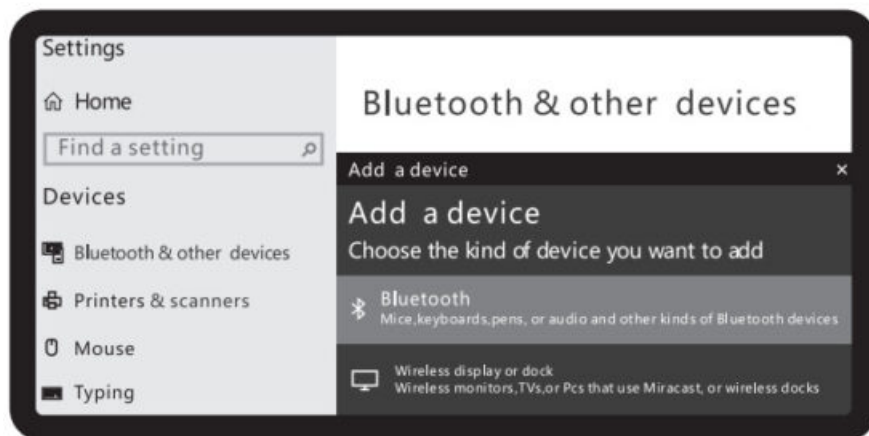 Settings
Home
Find a setting
Devices
Bluetooth & other devices
Printers & scanners
Mouse
Typing
Bluetooth & other devices
Add a device
Add a device
Choose the kind of device you want to add
Bluetooth
Mice,keyboards,pens, or audio and other kinds of Bluetooth devices
Wireless display or dock
Wireless monitors,TVs,or Pcs that use Miracast, or wireless docks